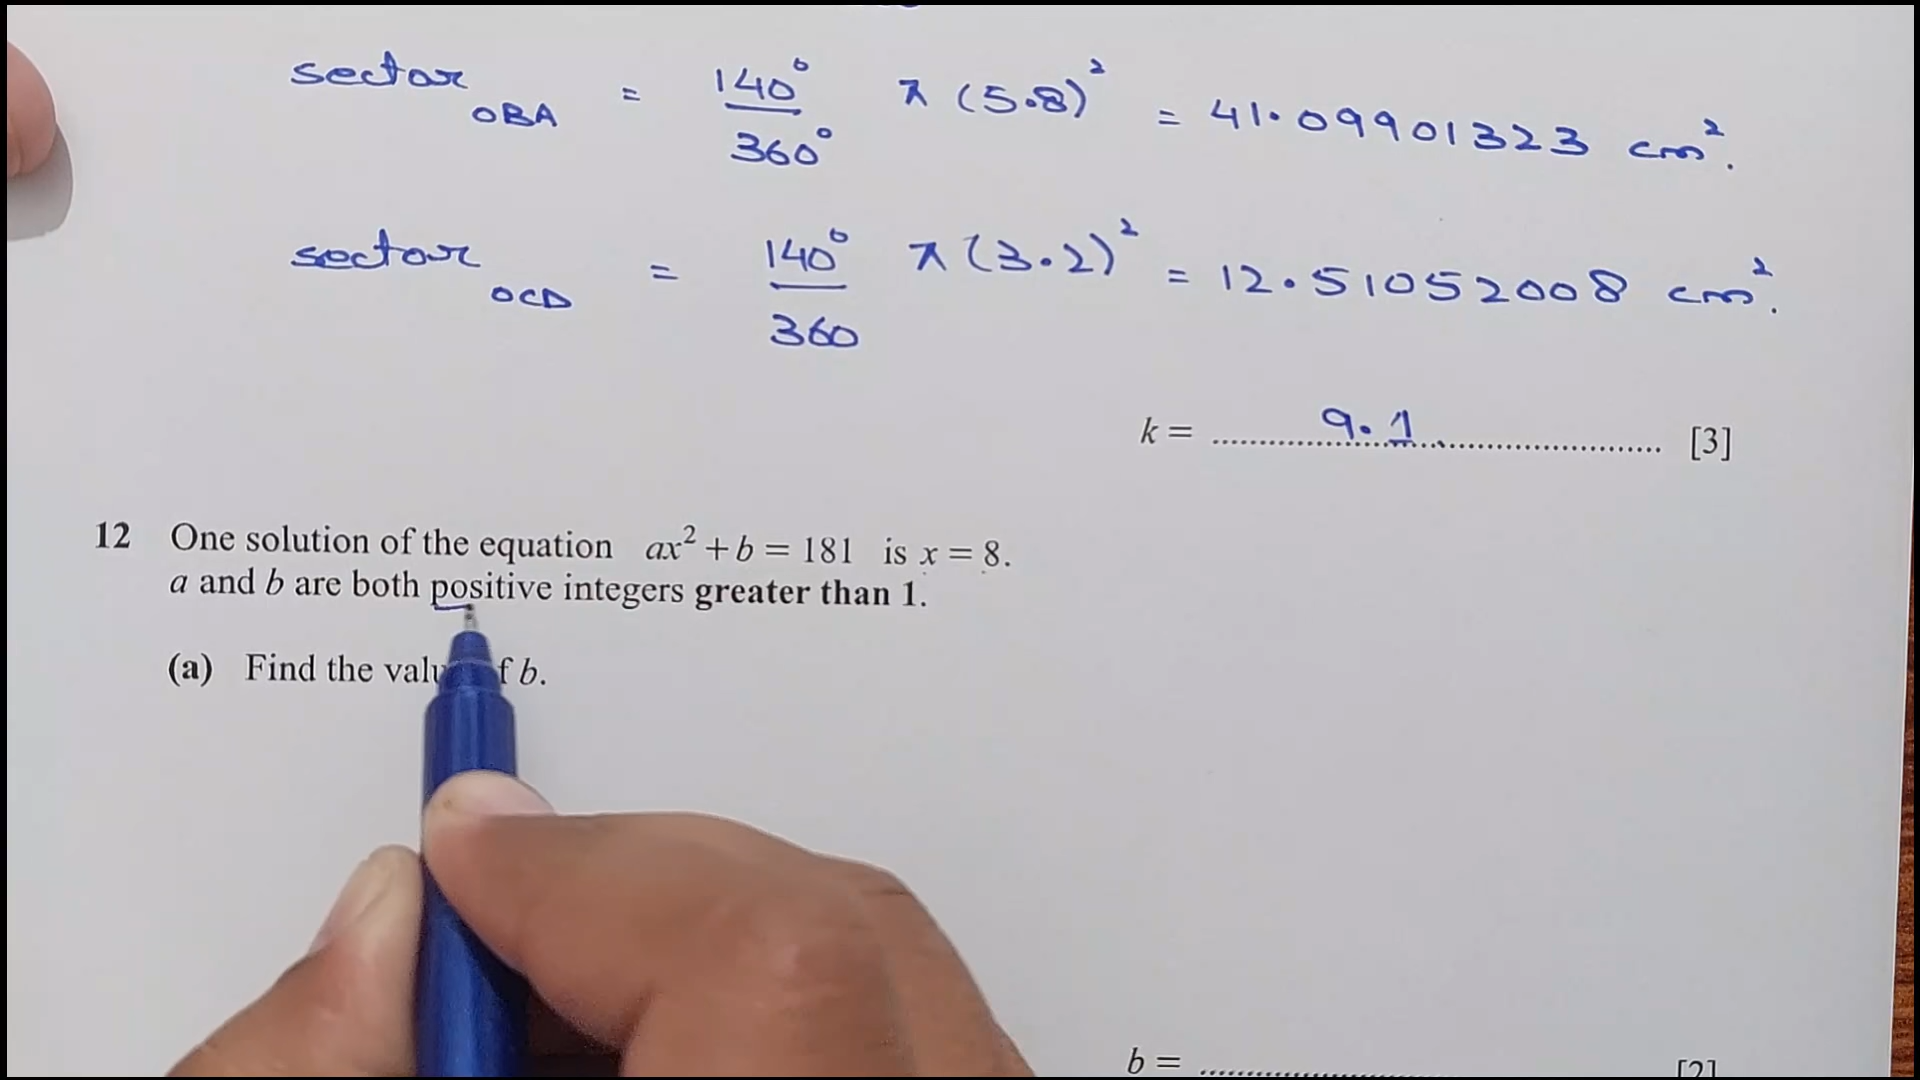 sector OBA = 140°/360° π (5.8)² = 41.09901323 cm².
sector OCD = 140°/360 π (3.2)² = 12.51052008 cm².
k = 9.1 [3]
12 One solution of the equation ax² + b = 181 is x = 8.
a and b are both positive integers greater than 1.
(a) Find the b.
b = [2]